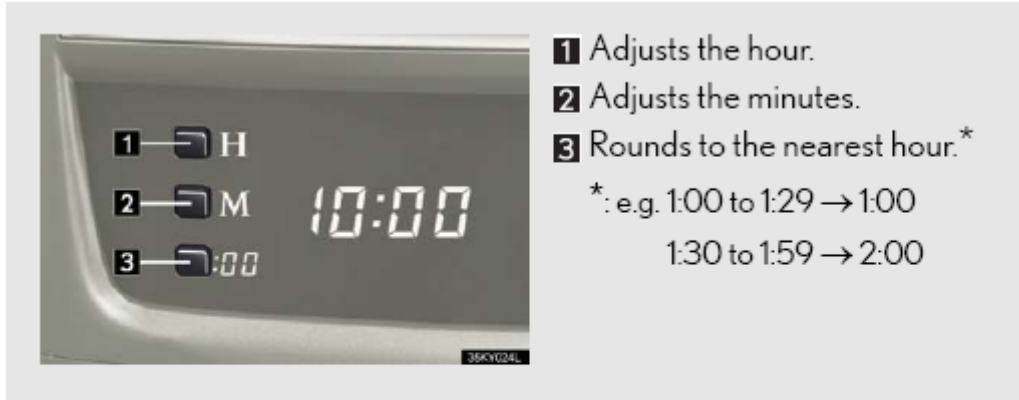 1 Adjusts the hour.
2 Adjusts the minutes.
3 Rounds to the nearest hour.*
*: e.g. 1:00 to 1:29 → 1:00
1:30 to 1:59 → 2:00
1 H
2 M
3 :00
10:00
35KY024L